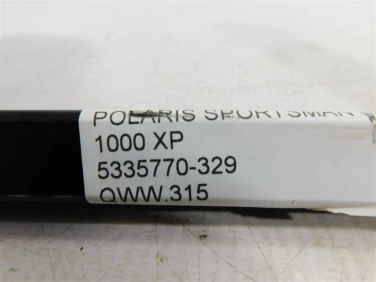 POLARIS SPORTSMAN
1000 XP
5335770-329
QWW.315